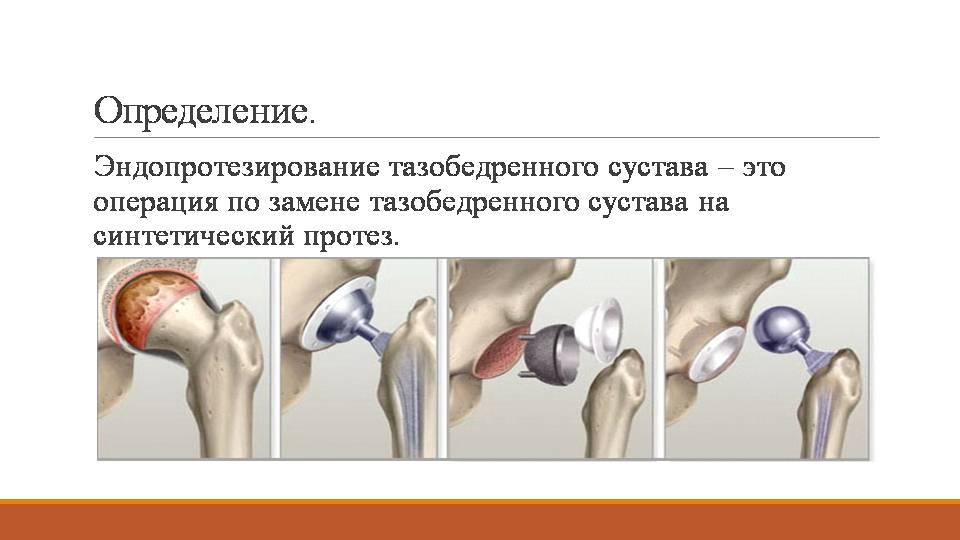 Определение.
Эндопротезирование тазобедренного сустава – это
операция по замене тазобедренного сустава на
синтетический протез.